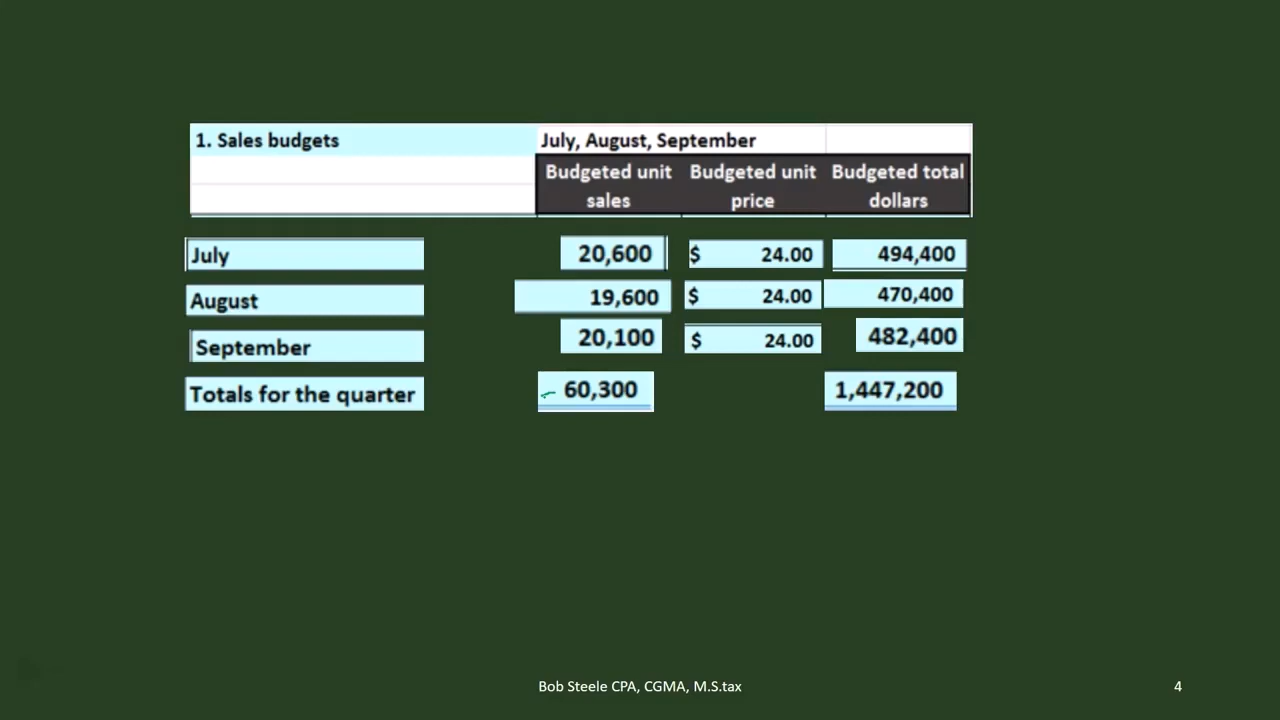 1. Sales budgets July, August, September
Budgeted unit sales Budgeted unit price Budgeted total dollars
July 20,600 $ 24.00 494,400
August 19,600 $ 24.00 470,400
September 20,100 $ 24.00 482,400
Totals for the quarter 60,300 1,447,200
Bob Steele CPA, CGMA, M.S.tax 4